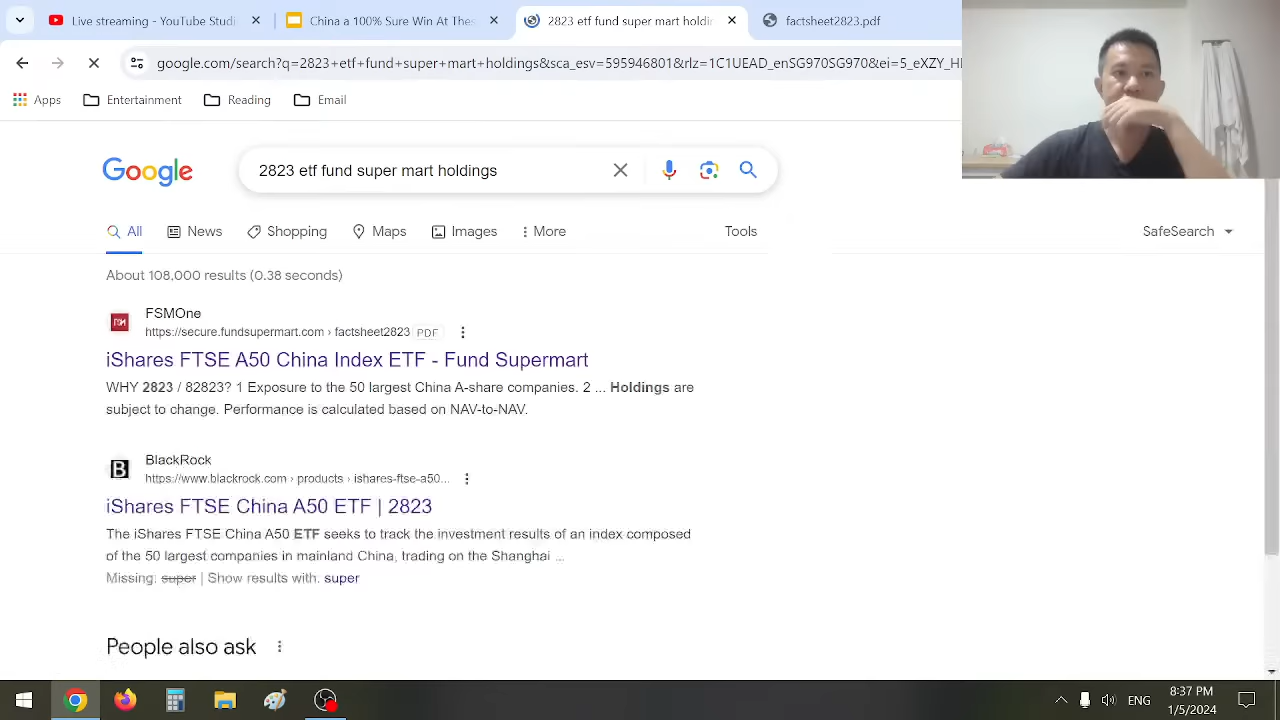 Live streaming - YouTube Studi
China a 100% Sure Win At Thes
2823 etf fund super mart holdin
factsheet2823.pdf
google.com/search?q=2823+etf+fund+super+mart+holdings&sca_esv=595946801&rlz=1C1UEAD_enSG970SG970&ei=5_eXZY_HI
Apps
Entertainment
Reading
Email
Google
2823 etf fund super mart holdings
All
News
Shopping
Maps
Images
More
Tools
SafeSearch
About 108,000 results (0.38 seconds)
FSMOne
https://secure.fundsupermart.com › factsheet2823 PDF
iShares FTSE A50 China Index ETF - Fund Supermart
WHY 2823 / 82823? 1 Exposure to the 50 largest China A-share companies. 2 ... Holdings are
subject to change. Performance is calculated based on NAV-to-NAV.
B
BlackRock
https://www.blackrock.com › products › ishares-ftse-a50...
iShares FTSE China A50 ETF | 2823
The iShares FTSE China A50 ETF seeks to track the investment results of an index composed
of the 50 largest companies in mainland China, trading on the Shanghai ...
Missing: super | Show results with: super
People also ask
ENG
8:37 PM
1/5/2024